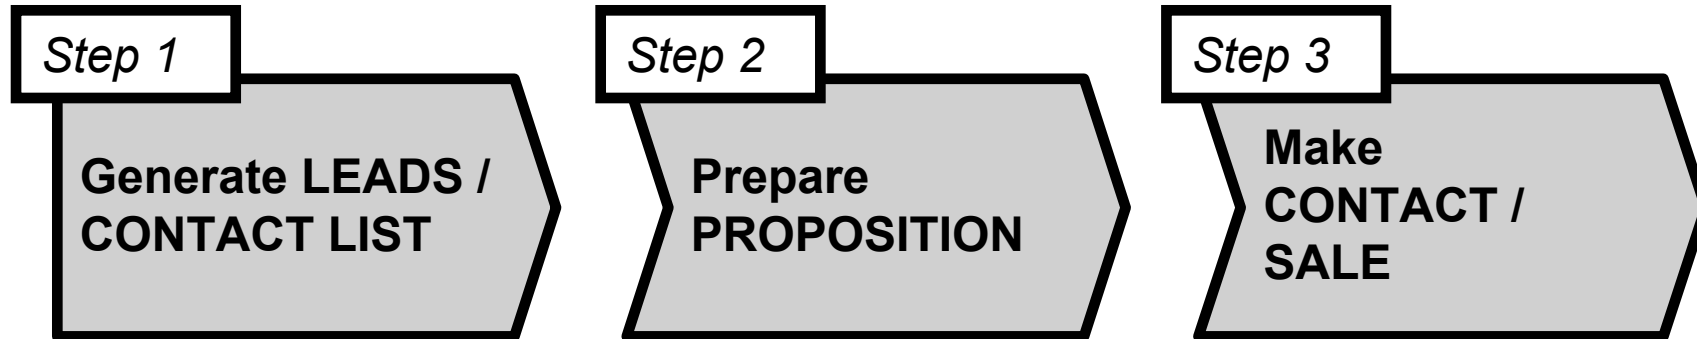 Step 1
Generate LEADS /
CONTACT LIST
Step 2
Prepare
PROPOSITION
Step 3
Make
CONTACT /
SALE